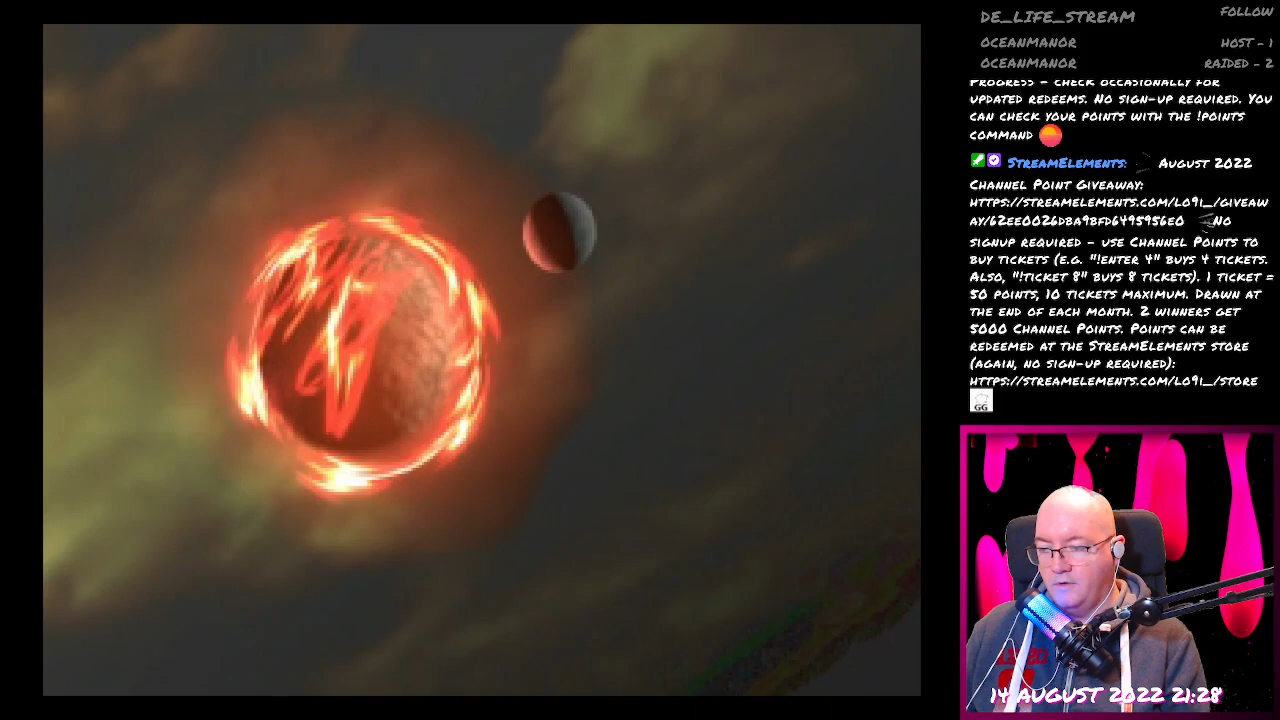 DE_LIFE_STREAM FOLLOW
OCEANMANOR HOST - 1
OCEANMANOR RAIDED - 2
PROGRESS - CHECK OCCASIONALLY FOR
UPDATED REDEEMS. NO SIGN-UP REQUIRED. YOU
CAN CHECK YOUR POINTS WITH THE !POINTS
COMMAND
STREAMELEMENTS: AUGUST 2022
CHANNEL POINT GIVEAWAY:
HTTPS://STREAMELEMENTS.COM/LO9I_/GIVEAW
AY/62EE0026DBA9BFD6495956E0 NO
SIGNUP REQUIRED - USE CHANNEL POINTS TO
BUY TICKETS (E.G. "!ENTER 4" BUYS 4 TICKETS.
ALSO, "!TICKET 8" BUYS 8 TICKETS). 1 TICKET =
50 POINTS, 10 TICKETS MAXIMUM. DRAWN AT
THE END OF EACH MONTH. 2 WINNERS GET
5000 CHANNEL POINTS. POINTS CAN BE
REDEEMED AT THE STREAMELEMENTS STORE
(AGAIN, NO SIGN-UP REQUIRED):
HTTPS://STREAMELEMENTS.COM/LO9I_/STORE
GG
14 AUGUST 2022 21:28